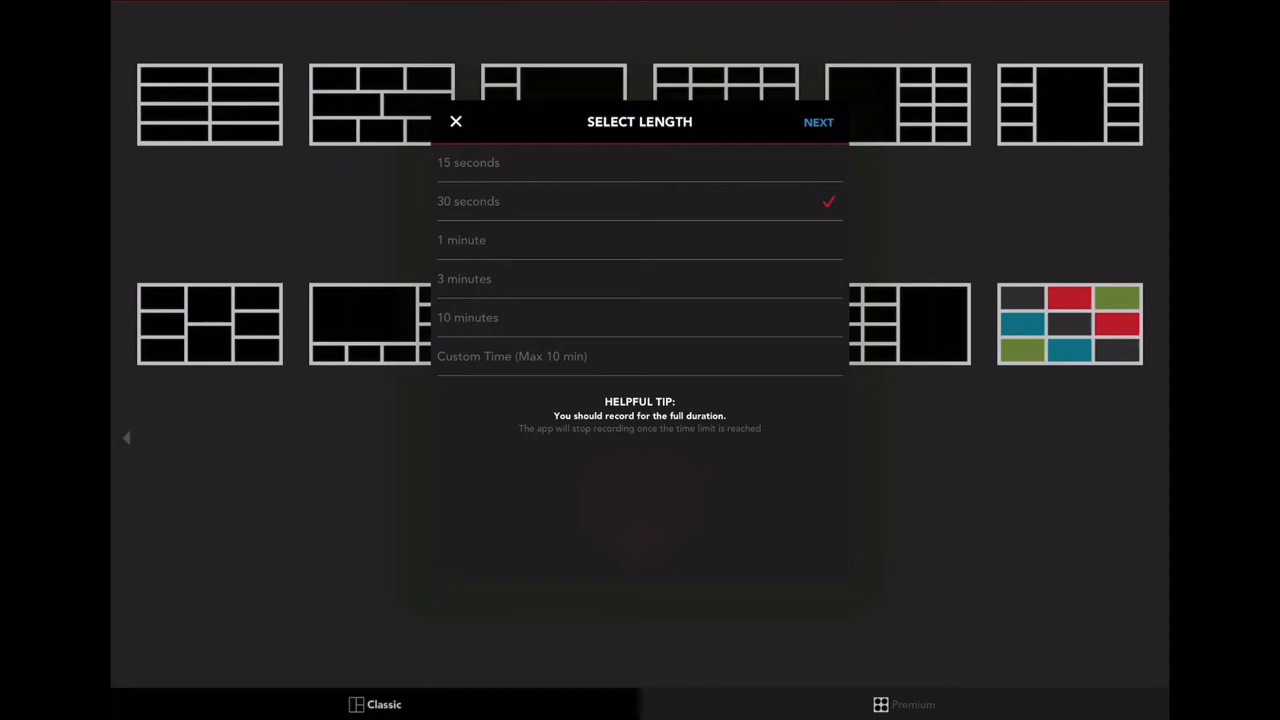 SELECT LENGTH
NEXT
15 seconds
30 seconds
1 minute
3 minutes
10 minutes
Custom Time (Max 10 min)
HELPFUL TIP:
You should record for the full duration.
The app will stop recording once the time limit is reached
Classic
Premium